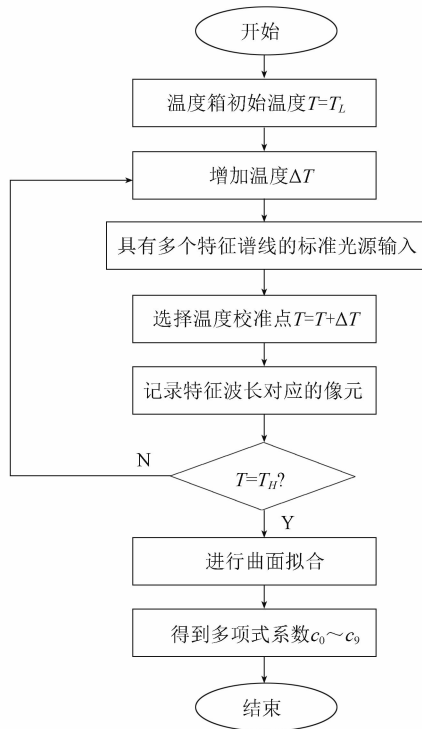 开始
温度箱初始温度T=T_L
增加温度ΔT
具有多个特征谱线的标准光源输入
选择温度校准点T=T+ΔT
记录特征波长对应的像元
N
T=T_H?
Y
进行曲面拟合
得到多项式系数c₀～c₉
结束